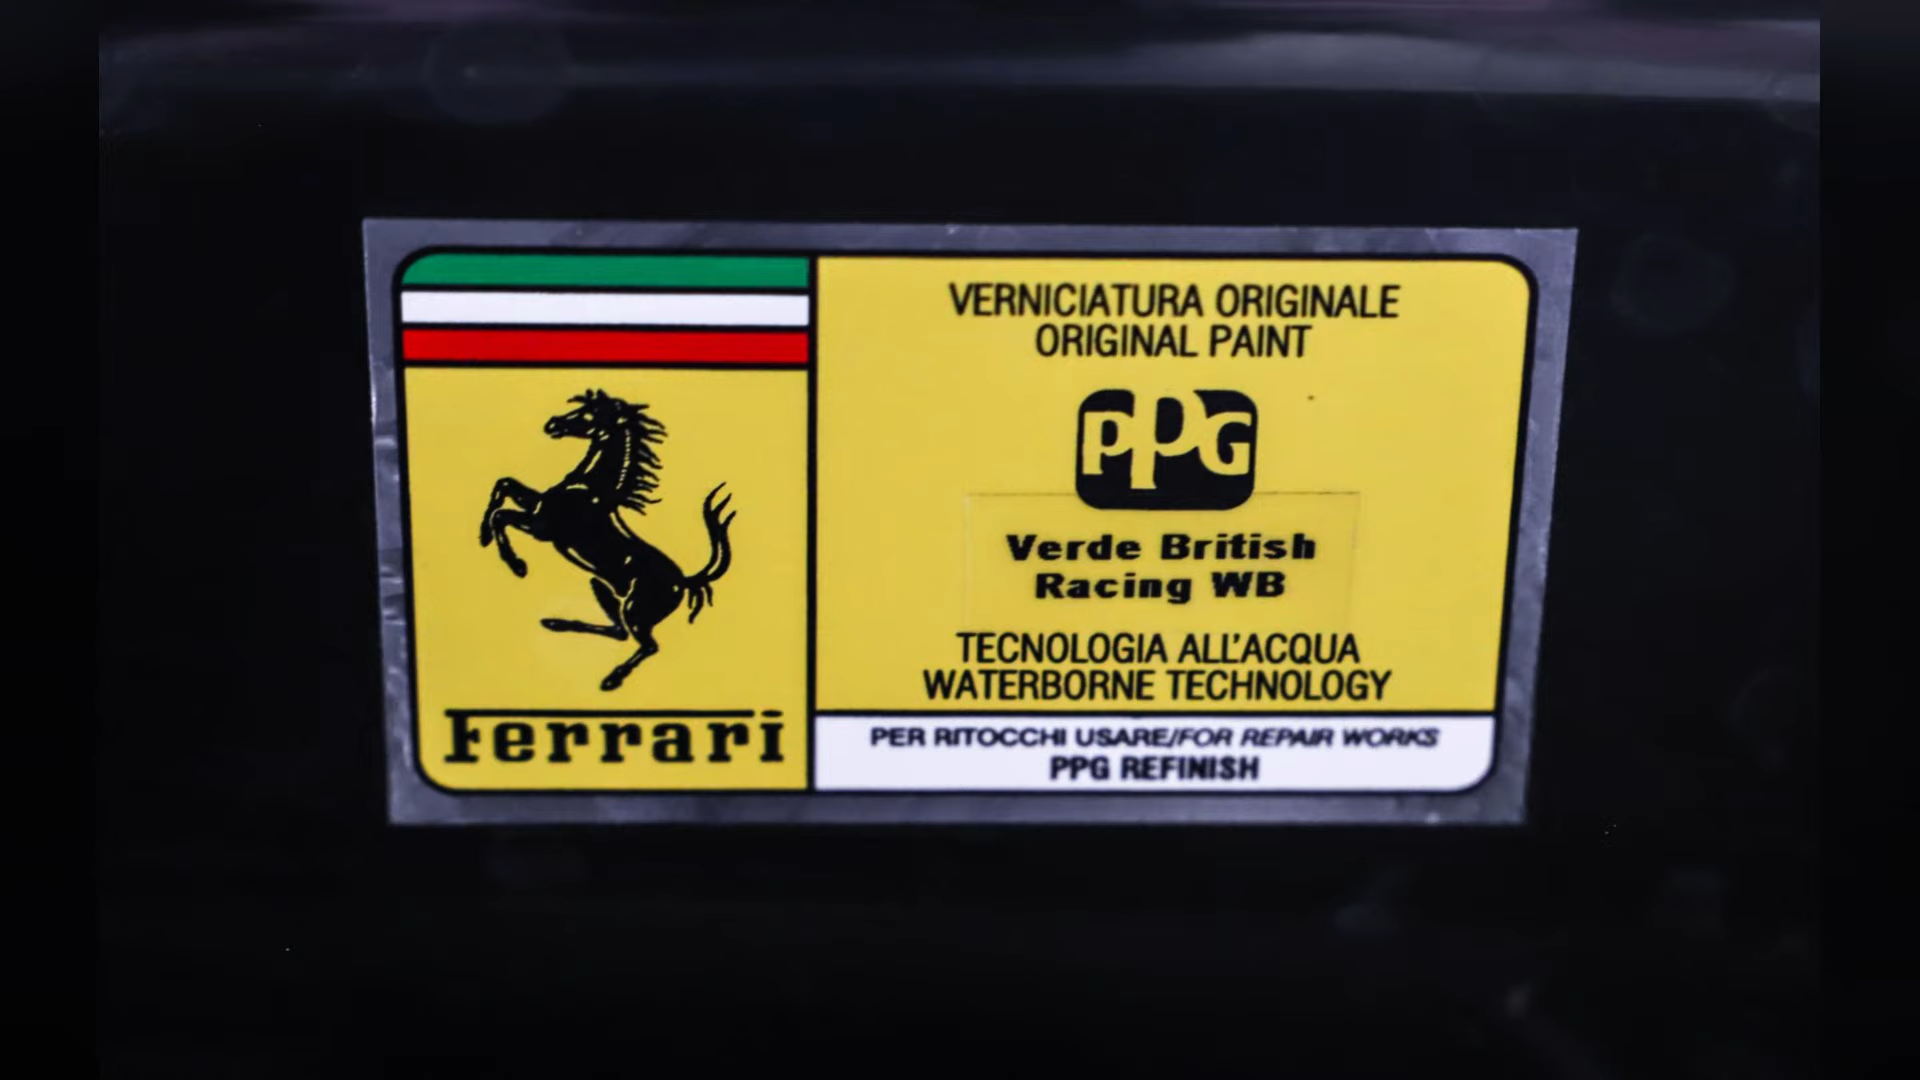 Ferrari
VERNICIATURA ORIGINALE
ORIGINAL PAINT
PPG
Verde British
Racing WB
TECNOLOGIA ALL'ACQUA
WATERBORNE TECHNOLOGY
PER RITOCCHI USARE/FOR REPAIR WORKS
PPG REFINISH